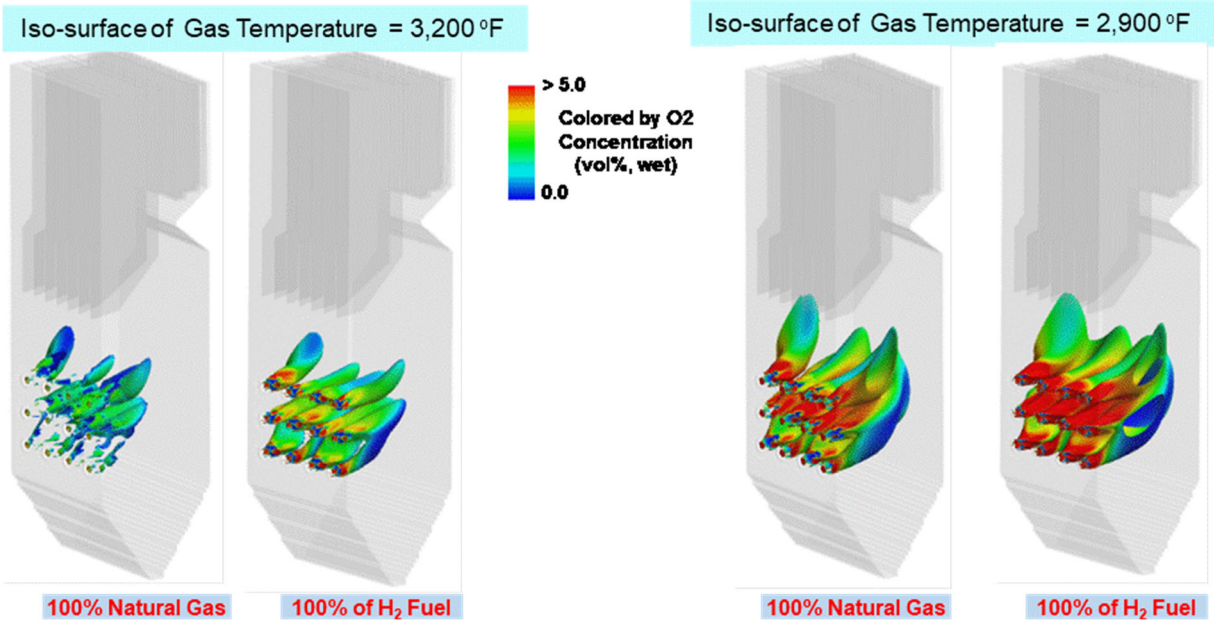 Iso-surface of Gas Temperature = 3,200 °F
Iso-surface of Gas Temperature = 2,900 °F
> 5.0
Colored by O2
Concentration
(vol%, wet)
0.0
100% Natural Gas
100% of H₂ Fuel
100% Natural Gas
100% of H₂ Fuel